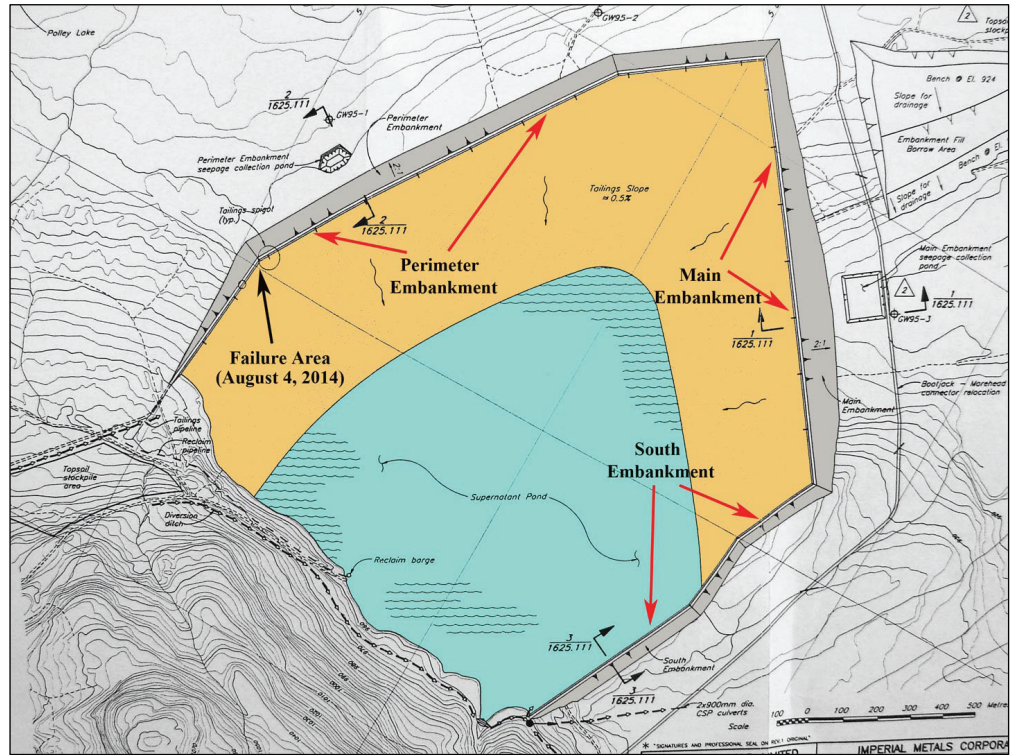 Polley Lake
GW95-2
2
Topsoil
2
1625.111
GW95-1
Perimeter
Embankment
Perimeter Embankment
seepage collection pond
2:1
Tailings spigot
(typ.)
2
1625.111
Tailings Slope
≈ 0.5%
Bench @ El. 924
Slope for
drainage
Embankment Fill
Borrow Area
Bench @ El.
Slope for
drainage
Perimeter
Embankment
Main
Embankment
Main Embankment
seepage collection
pond
2
1
1625.111
GW95-3
1
1625.111
2:1
Failure Area
(August 4, 2014)
Bootjack – Morehead
connector relocation
Main
Embankment
Tailings
pipeline
Reclaim
pipeline
Topsoil
stockpile
area
Diversion
ditch
South
Embankment
Supernatant Pond
Reclaim barge
3
1625.111
South
Embankment
3
1625.111
2x900mm dia.
CSP culverts
Scale
100 0 100 200 300 400 500 Metres
* "SIGNATURES AND PROFESSIONAL SEAL ON REV.1 ORIGINAL"
IMPERIAL METALS CORPORA